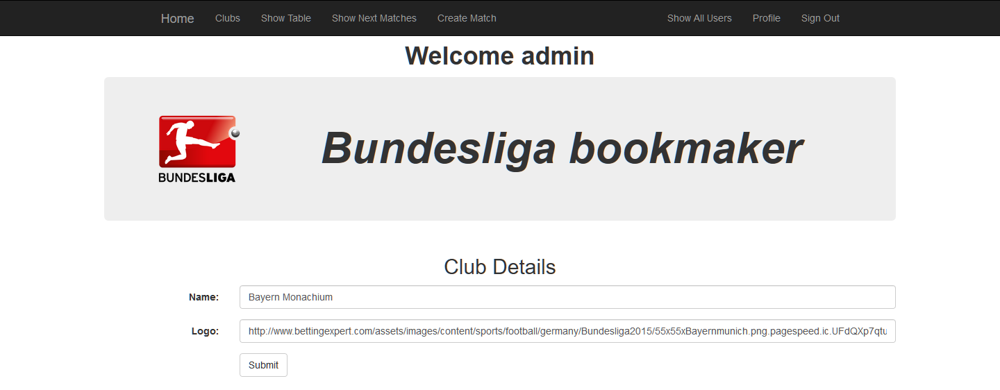 Home Clubs Show Table Show Next Matches Create Match Show All Users Profile Sign Out
Welcome admin
BUNDESLIGA
Bundesliga bookmaker
Club Details
Name: Bayern Monachium
Logo: http://www.bettingexpert.com/assets/images/content/sports/football/germany/Bundesliga2015/55x55xBayernmunich.png.pagespeed.ic.UFdQXp7qtu
Submit